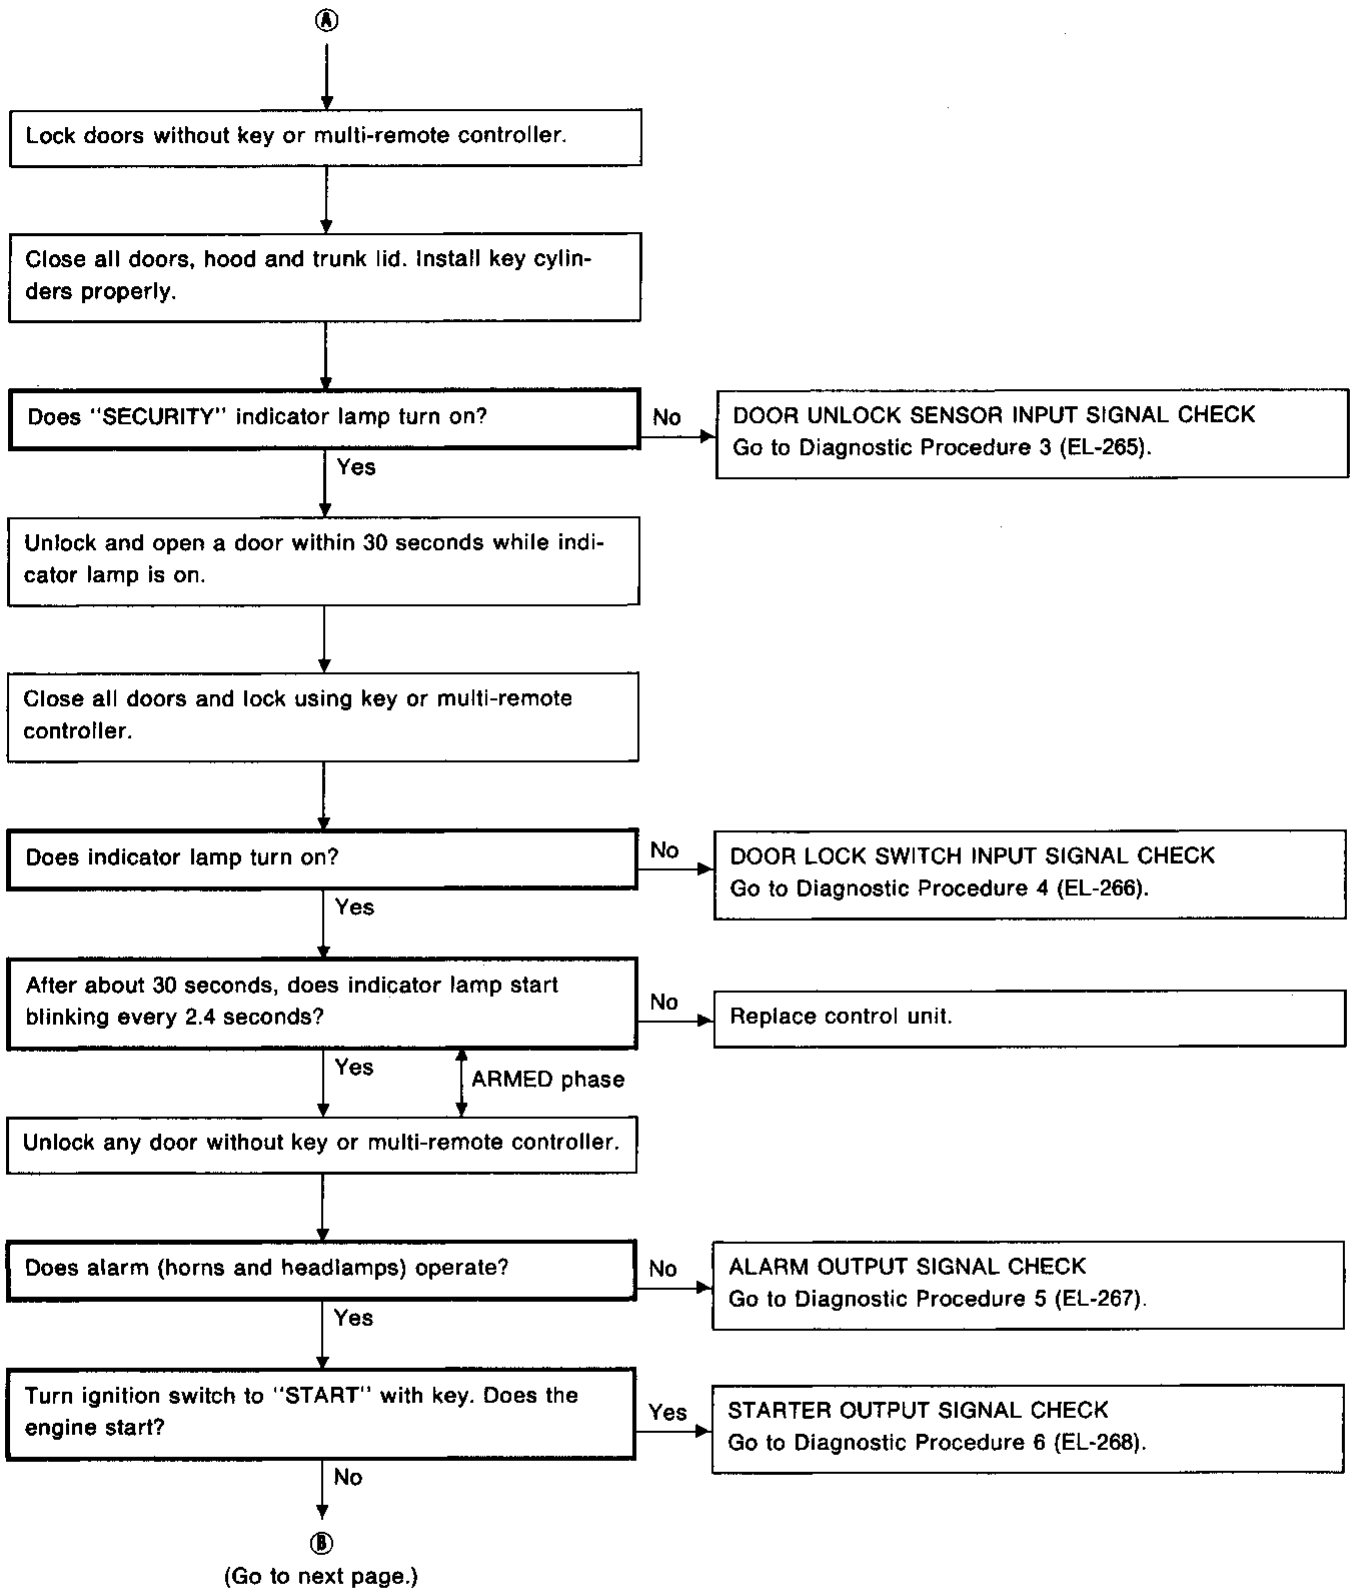 Ⓐ
Lock doors without key or multi-remote controller.
Close all doors, hood and trunk lid. Install key cylin-
ders properly.
Does "SECURITY" indicator lamp turn on?
No
DOOR UNLOCK SENSOR INPUT SIGNAL CHECK
Go to Diagnostic Procedure 3 (EL-265).
Yes
Unlock and open a door within 30 seconds while indi-
cator lamp is on.
Close all doors and lock using key or multi-remote
controller.
Does indicator lamp turn on?
No
DOOR LOCK SWITCH INPUT SIGNAL CHECK
Go to Diagnostic Procedure 4 (EL-266).
Yes
After about 30 seconds, does indicator lamp start
blinking every 2.4 seconds?
No
Replace control unit.
Yes
ARMED phase
Unlock any door without key or multi-remote controller.
Does alarm (horns and headlamps) operate?
No
ALARM OUTPUT SIGNAL CHECK
Go to Diagnostic Procedure 5 (EL-267).
Yes
Turn ignition switch to "START" with key. Does the
engine start?
Yes
STARTER OUTPUT SIGNAL CHECK
Go to Diagnostic Procedure 6 (EL-268).
No
Ⓑ
(Go to next page.)